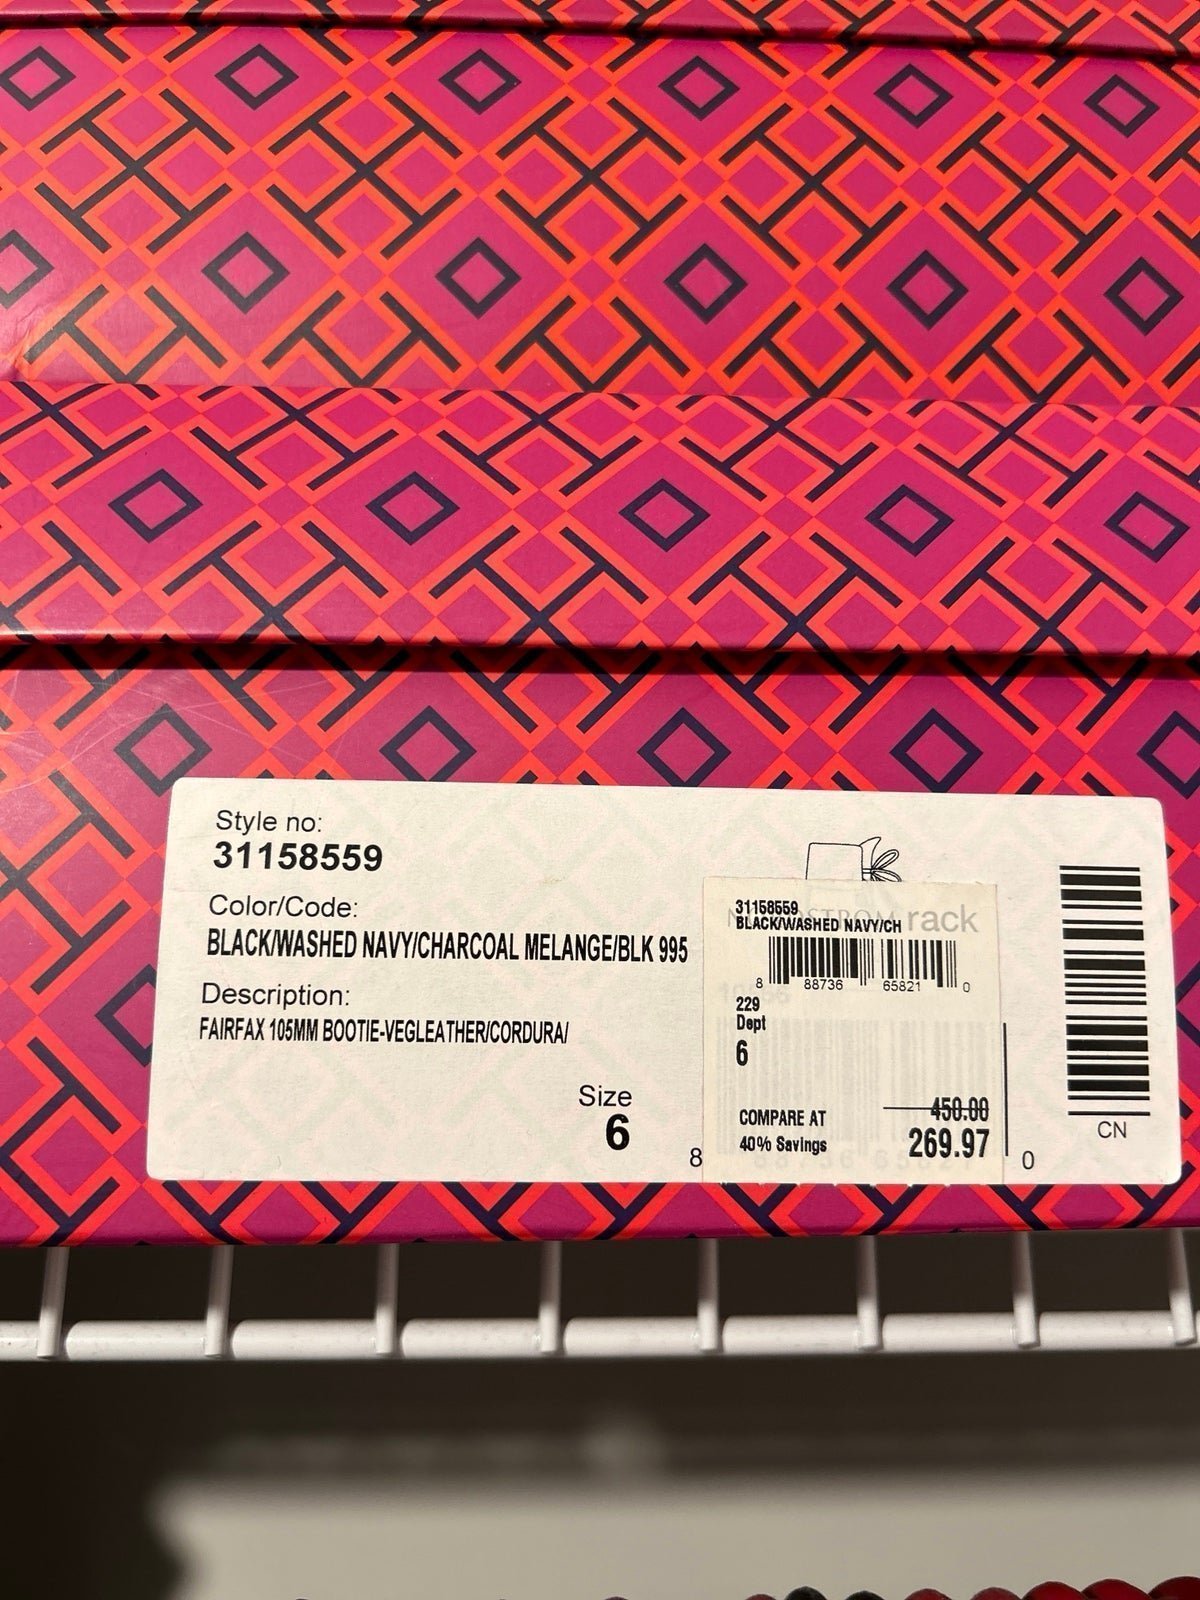 Style no:
31158559
Color/Code:
BLACK/WASHED NAVY/CHARCOAL MELANGE/BLK 995
Description:
FAIRFAX 105MM BOOTIE-VEGLEATHER/CORDURA/
Size
6
8
0
CN
rack
31158559
BLACK/WASHED NAVY/CH
8 88736 65821 0
229
Dept
6
COMPARE AT 450.00
40% Savings 269.97